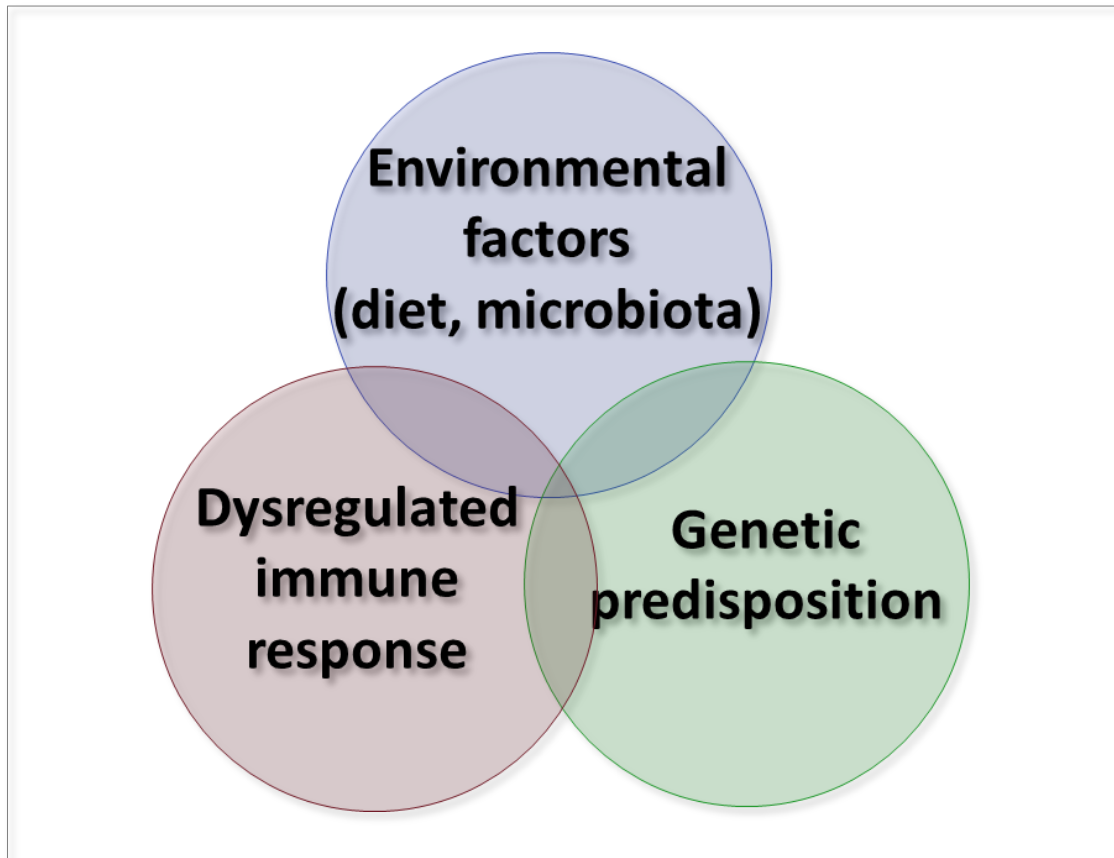 Environmental
factors
(diet, microbiota)
Dysregulated
immune
response
Genetic
predisposition